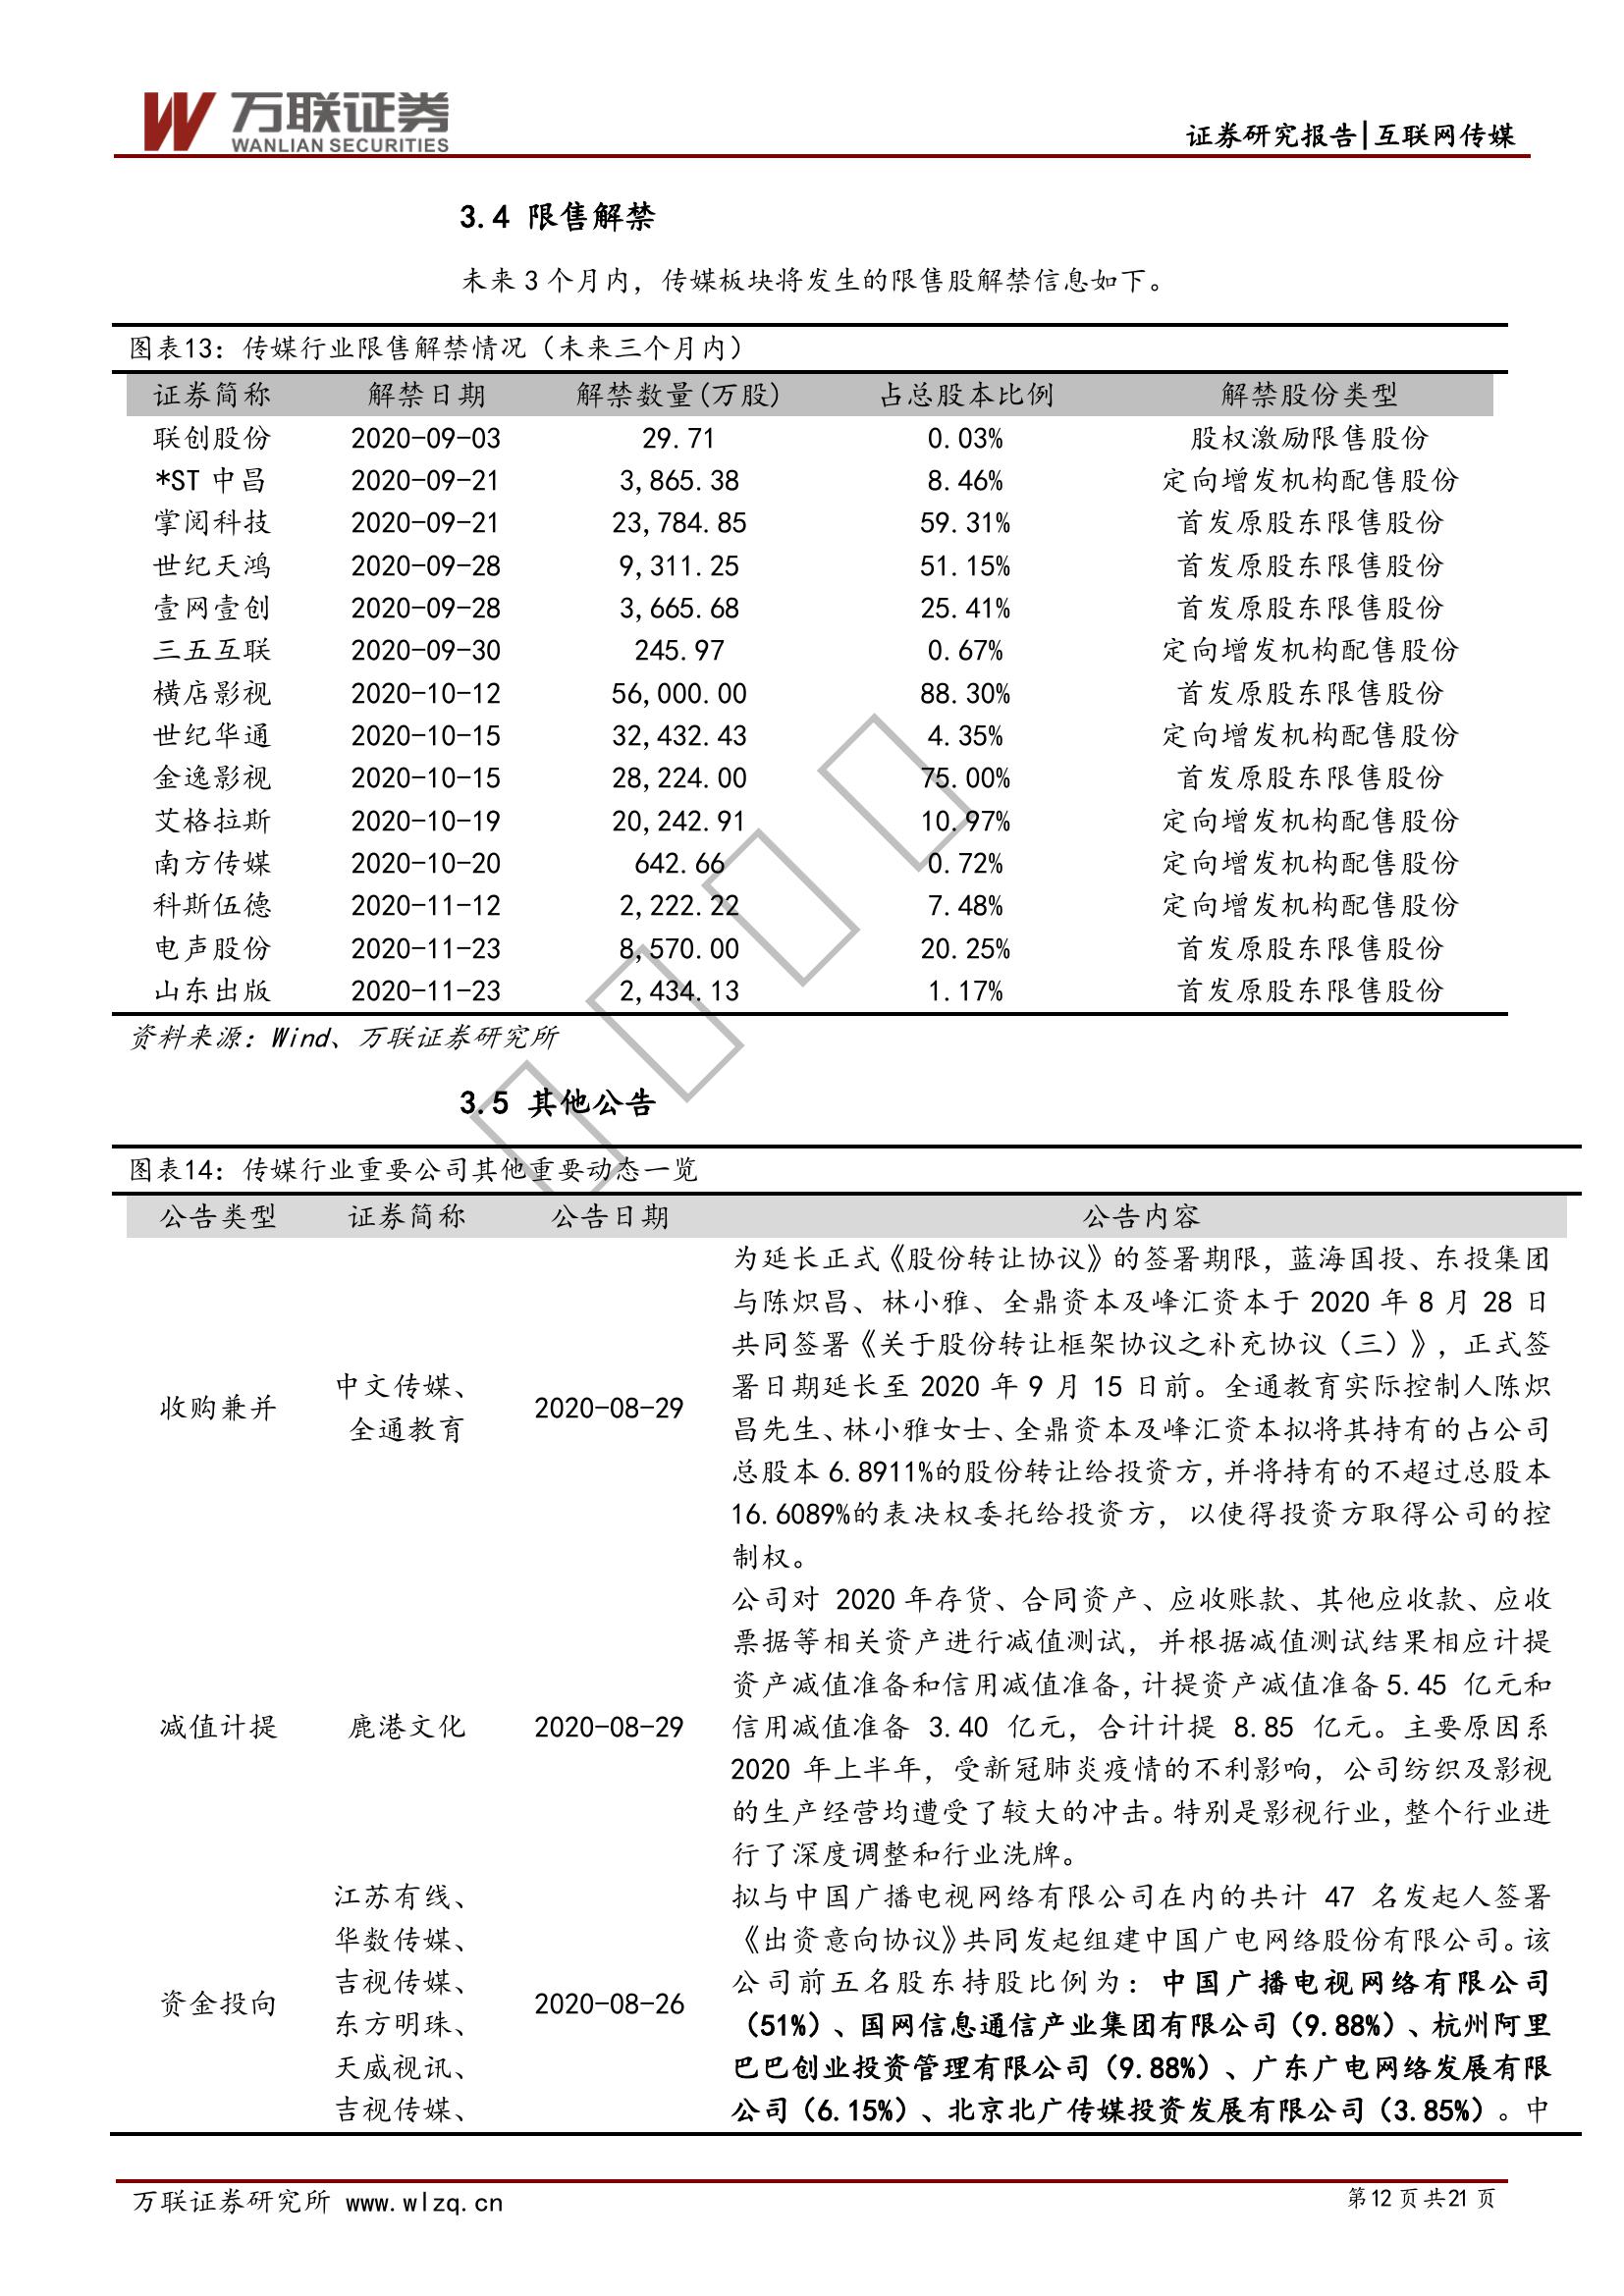 万联证券
WANLIAN SECURITIES
证券研究报告|互联网传媒
3.4 限售解禁
未来 3 个月内，传媒板块将发生的限售股解禁信息如下。
图表13：传媒行业限售解禁情况（未来三个月内）
证券简称 解禁日期 解禁数量(万股) 占总股本比例 解禁股份类型
联创股份 2020-09-03 29.71 0.03% 股权激励限售股份
*ST 中昌 2020-09-21 3,865.38 8.46% 定向增发机构配售股份
掌阅科技 2020-09-21 23,784.85 59.31% 首发原股东限售股份
世纪天鸿 2020-09-28 9,311.25 51.15% 首发原股东限售股份
壹网壹创 2020-09-28 3,665.68 25.41% 首发原股东限售股份
三五互联 2020-09-30 245.97 0.67% 定向增发机构配售股份
横店影视 2020-10-12 56,000.00 88.30% 首发原股东限售股份
世纪华通 2020-10-15 32,432.43 4.35% 定向增发机构配售股份
金逸影视 2020-10-15 28,224.00 75.00% 首发原股东限售股份
艾格拉斯 2020-10-19 20,242.91 10.97% 定向增发机构配售股份
南方传媒 2020-10-20 642.66 0.72% 定向增发机构配售股份
科斯伍德 2020-11-12 2,222.22 7.48% 定向增发机构配售股份
电声股份 2020-11-23 8,570.00 20.25% 首发原股东限售股份
山东出版 2020-11-23 2,434.13 1.17% 首发原股东限售股份
资料来源：Wind、万联证券研究所
3.5 其他公告
图表14：传媒行业重要公司其他重要动态一览
公告类型 证券简称 公告日期 公告内容
收购兼并
中文传媒、
全通教育
2020-08-29
为延长正式《股份转让协议》的签署期限，蓝海国投、东投集团
与陈炽昌、林小雅、全鼎资本及峰汇资本于 2020 年 8 月 28 日
共同签署《关于股份转让框架协议之补充协议（三）》，正式签
署日期延长至 2020 年 9 月 15 日前。全通教育实际控制人陈炽
昌先生、林小雅女士、全鼎资本及峰汇资本拟将其持有的占公司
总股本 6.8911%的股份转让给投资方，并将持有的不超过总股本
16.6089%的表决权委托给投资方，以使得投资方取得公司的控
制权。
减值计提
鹿港文化
2020-08-29
公司对 2020 年存货、合同资产、应收账款、其他应收款、应收
票据等相关资产进行减值测试，并根据减值测试结果相应计提
资产减值准备和信用减值准备，计提资产减值准备 5.45 亿元和
信用减值准备 3.40 亿元，合计计提 8.85 亿元。主要原因系
2020 年上半年，受新冠肺炎疫情的不利影响，公司纺织及影视
的生产经营均遭受了较大的冲击。特别是影视行业，整个行业进
行了深度调整和行业洗牌。
资金投向
江苏有线、
华数传媒、
吉视传媒、
东方明珠、
天威视讯、
吉视传媒、
2020-08-26
拟与中国广播电视网络有限公司在内的共计 47 名发起人签署
《出资意向协议》共同发起组建中国广电网络股份有限公司。该
公司前五名股东持股比例为：中国广播电视网络有限公司
（51%）、国网信息通信产业集团有限公司（9.88%）、杭州阿里
巴巴创业投资管理有限公司（9.88%）、广东广电网络发展有限
公司（6.15%）、北京北广传媒投资发展有限公司（3.85%）。中
万联证券研究所 www.wlzq.cn
第 12 页 共 21 页